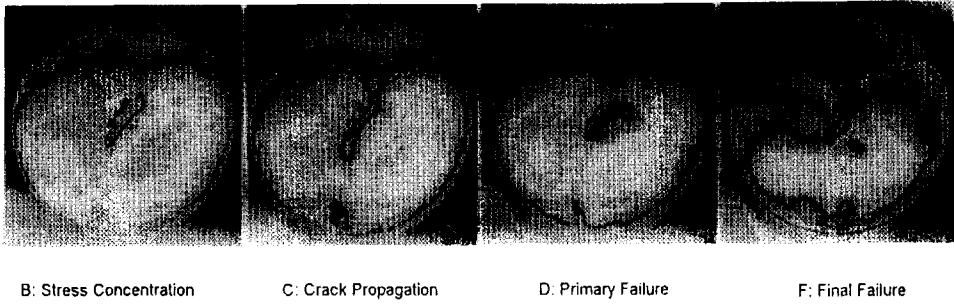 B: Stress Concentration
C: Crack Propagation
D: Primary Failure
F: Final Failure